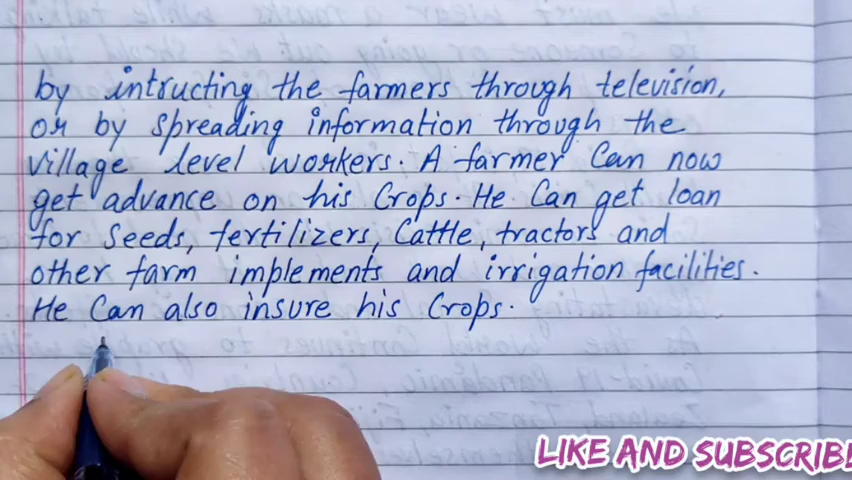 by intructing the farmers through television,
or by spreading information through the
village level workers. A farmer Can now
get advance on his Crops. He Can get loan
for Seeds, fertilizers, Cattle, tractors and
other farm implements and irrigation facilities.
He Can also insure his Crops.
LIKE AND SUBSCRIBE